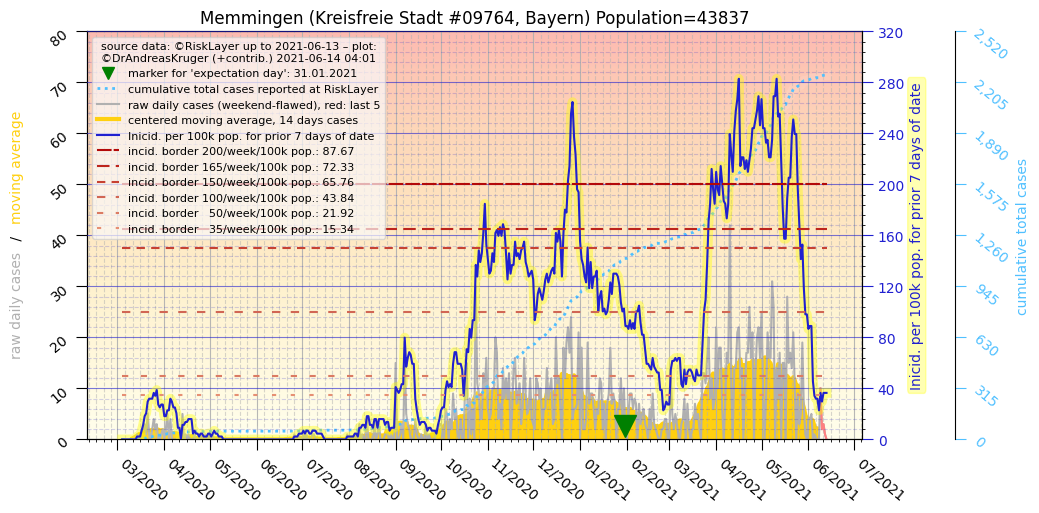 Memmingen (Kreisfreie Stadt #09764, Bayern) Population=43837
source data: ©RiskLayer up to 2021-06-13 – plot:
©DrAndreasKruger (+contrib.) 2021-06-14 04:01
marker for 'expectation day': 31.01.2021
cumulative total cases reported at RiskLayer
raw daily cases (weekend-flawed), red: last 5
centered moving average, 14 days cases
Inicid. per 100k pop. for prior 7 days of date
incid. border 200/week/100k pop.: 87.67
incid. border 165/week/100k pop.: 72.33
incid. border 150/week/100k pop.: 65.76
incid. border 100/week/100k pop.: 43.84
incid. border   50/week/100k pop.: 21.92
incid. border   35/week/100k pop.: 15.34
raw daily cases   /   moving average
80
70
60
50
40
30
20
10
0
320
280
240
200
160
120
80
40
0
Inicid. per 100k pop. for prior 7 days of date
2,520
2,205
1,890
1,575
1,260
945
630
315
0
cumulative total cases
03/2020
04/2020
05/2020
06/2020
07/2020
08/2020
09/2020
10/2020
11/2020
12/2020
01/2021
02/2021
03/2021
04/2021
05/2021
06/2021
07/2021